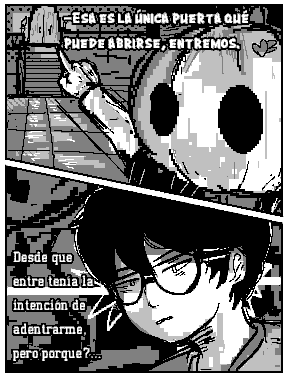 —ESA ES LA ÚNICA PUERTA QUE
PUEDE ABRIRSE, ENTREMOS.
Desde que
entre tenía la
intención de
adentrarme,
pero porque?...